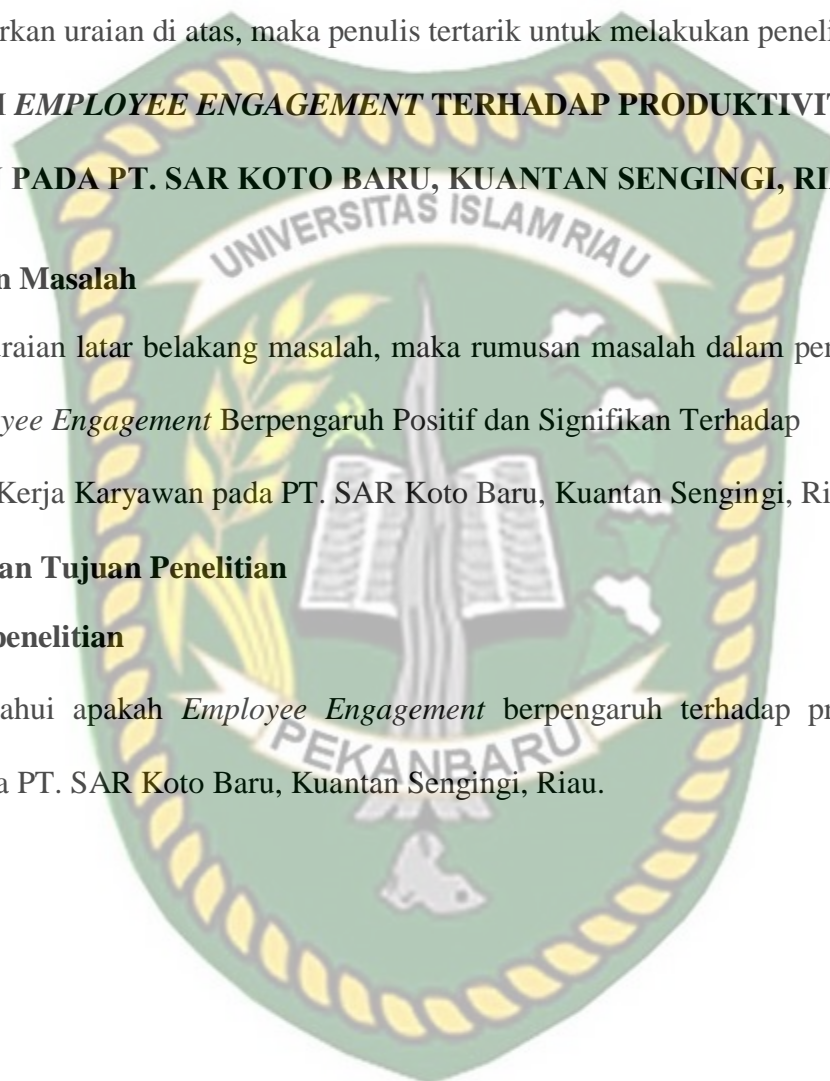 rkan uraian di atas, maka penulis tertarik untuk melakukan peneli
I EMPLOYEE ENGAGEMENT TERHADAP PRODUKTIVIT
PADA PT. SAR KOTO BARU, KUANTAN SENGINGI, RI
UNIVERSITAS ISLAM RIAU
n Masalah
raian latar belakang masalah, maka rumusan masalah dalam pe
yee Engagement Berpengaruh Positif dan Signifikan Terhadap
Kerja Karyawan pada PT. SAR Koto Baru, Kuantan Sengingi, Ri
an Tujuan Penelitian
penelitian
ahui apakah Employee Engagement berpengaruh terhadap pr
a PT. SAR Koto Baru, Kuantan Sengingi, Riau.
PEKANBARU